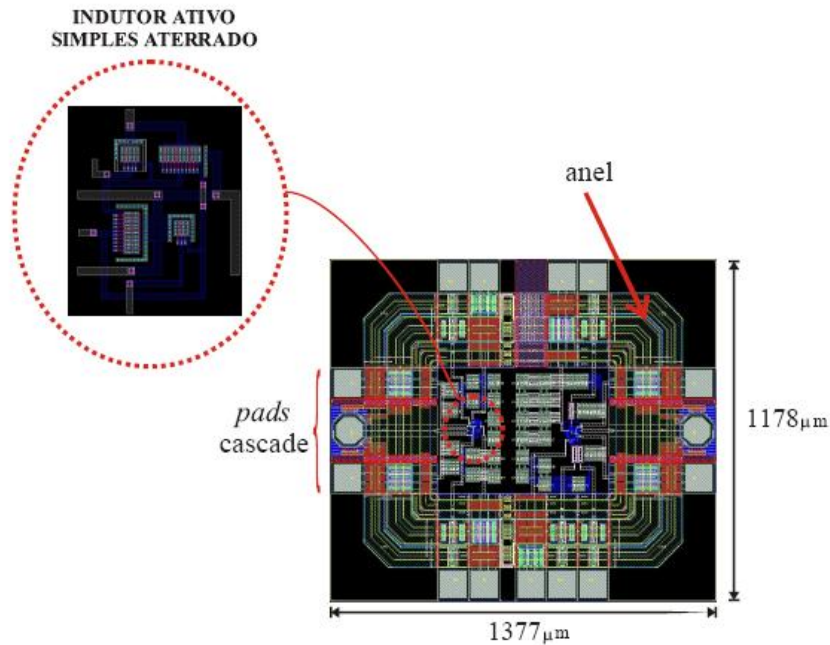 INDUTOR ATIVO
SIMPLES ATERRADO
anel
pads
cascade
1178µm
1377µm